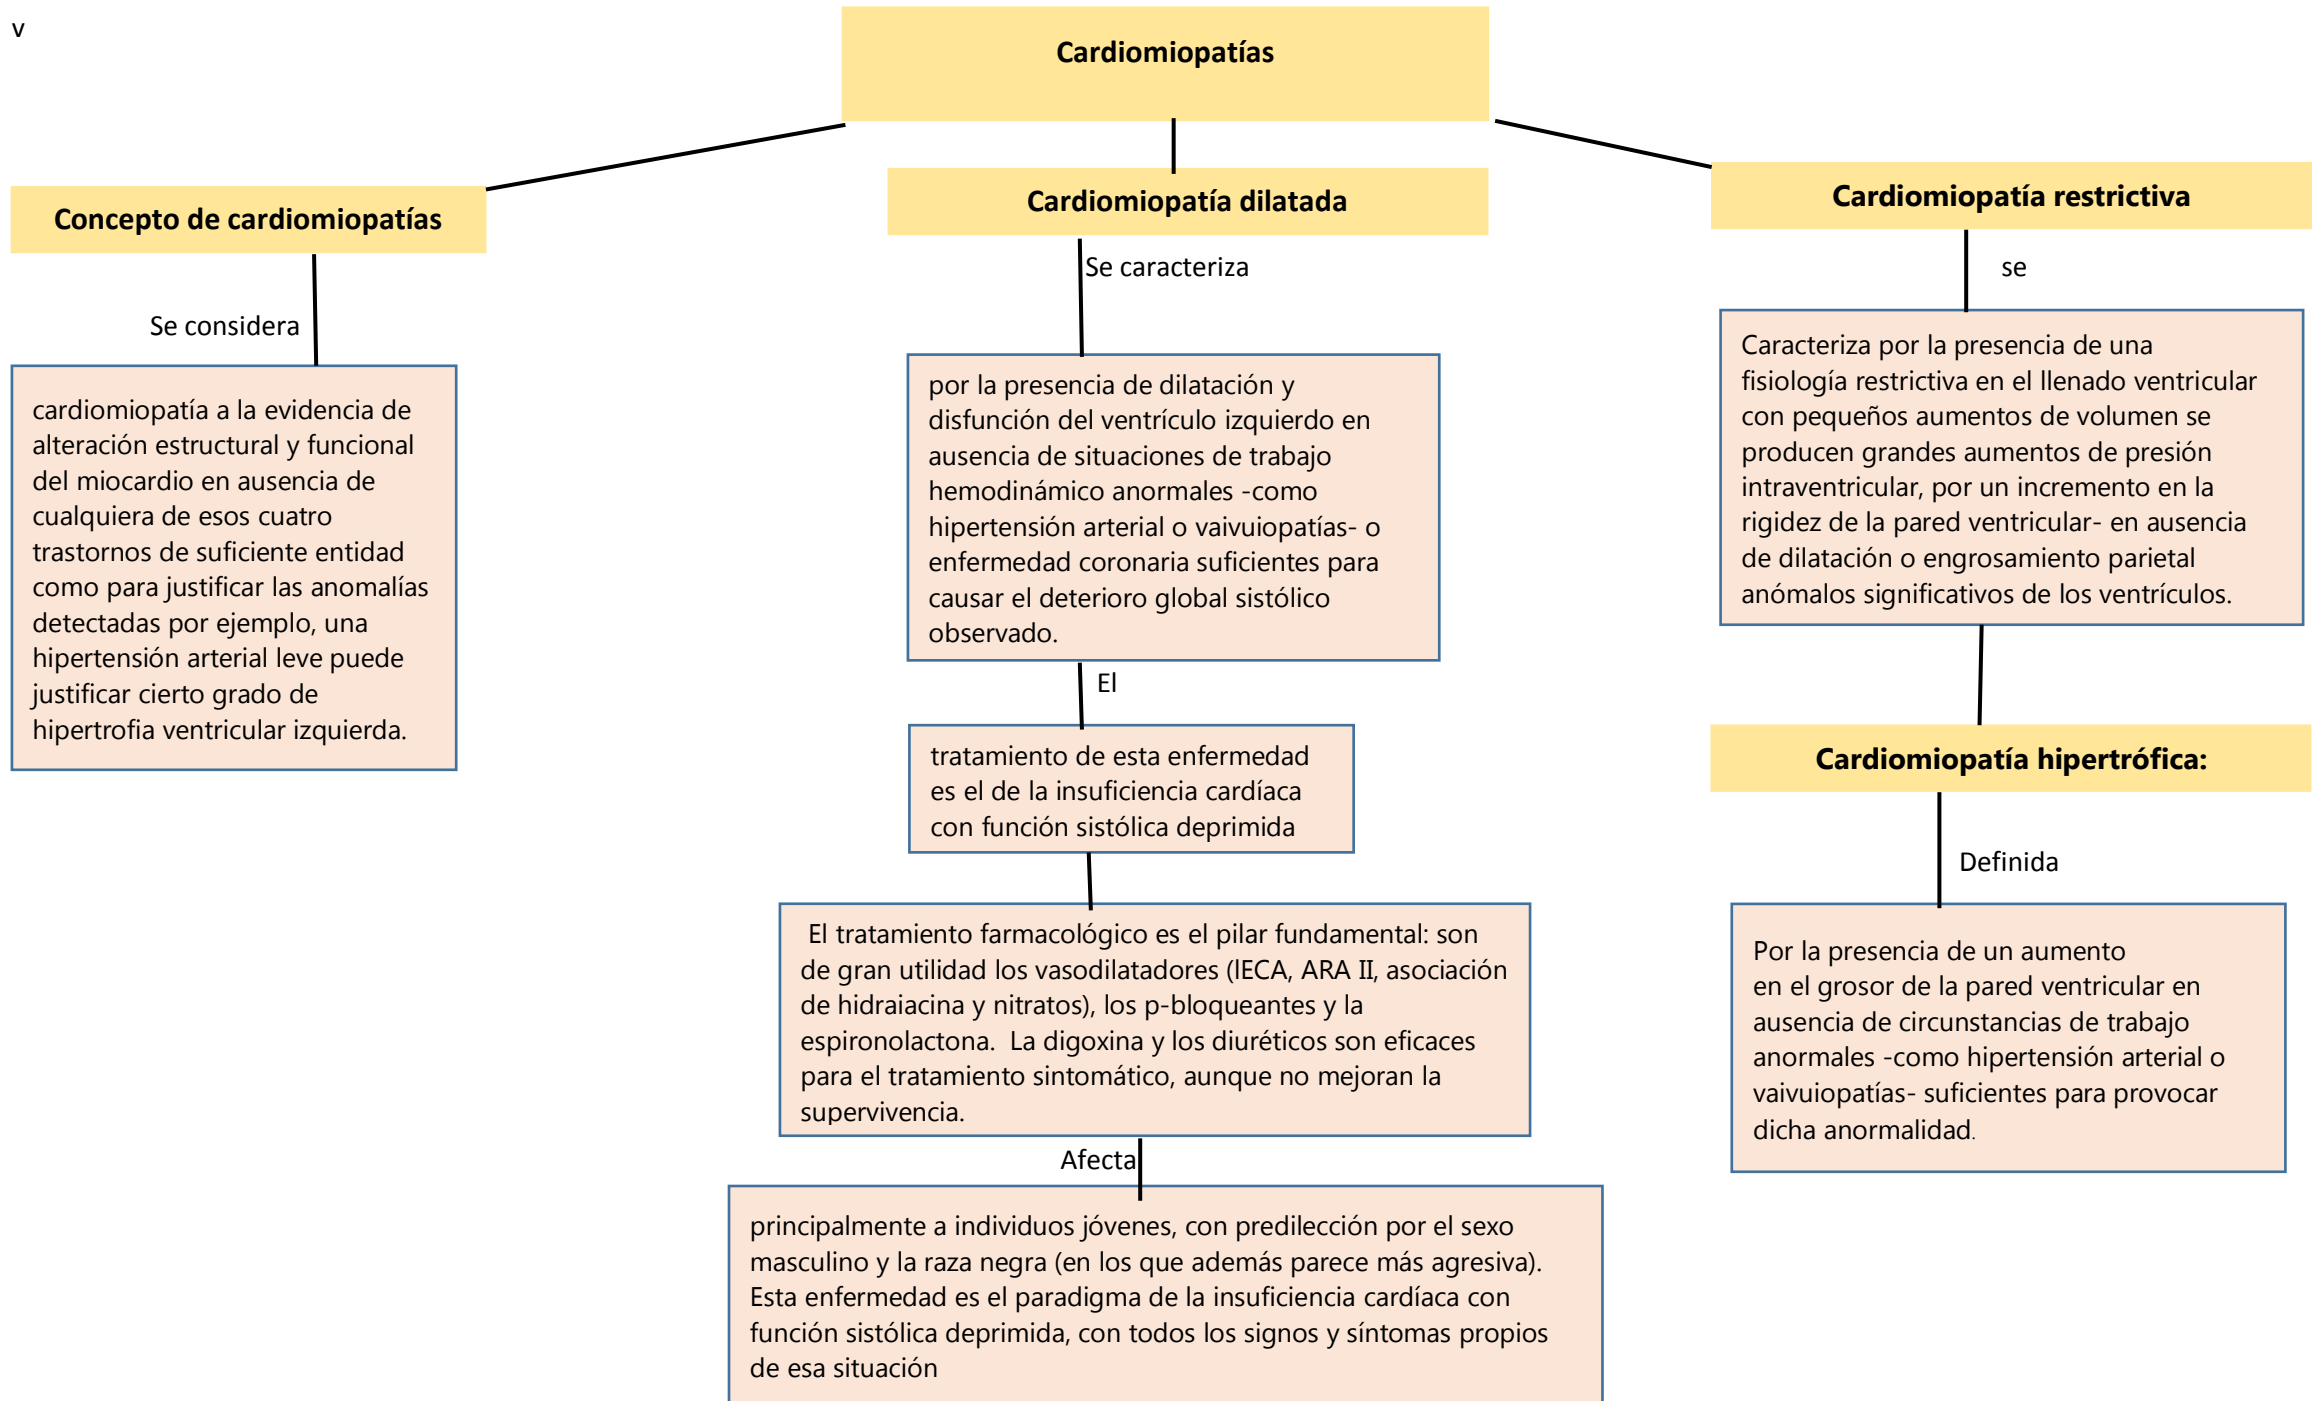 v
Cardiomiopatías
Concepto de cardiomiopatías
Se considera
cardiomiopatía a la evidencia de
alteración estructural y funcional
del miocardio en ausencia de
cualquiera de esos cuatro
trastornos de suficiente entidad
como para justificar las anomalías
detectadas por ejemplo, una
hipertensión arterial leve puede
justificar cierto grado de
hipertrofia ventricular izquierda.
Cardiomiopatía dilatada
Se caracteriza
por la presencia de dilatación y
disfunción del ventrículo izquierdo en
ausencia de situaciones de trabajo
hemodinámico anormales -como
hipertensión arterial o vaivuiopatías- o
enfermedad coronaria suficientes para
causar el deterioro global sistólico
observado.
El
tratamiento de esta enfermedad
es el de la insuficiencia cardíaca
con función sistólica deprimida
El tratamiento farmacológico es el pilar fundamental: son
de gran utilidad los vasodilatadores (lECA, ARA II, asociación
de hidraiacina y nitratos), los p-bloqueantes y la
espironolactona.  La digoxina y los diuréticos son eficaces
para el tratamiento sintomático, aunque no mejoran la
supervivencia.
Afecta
principalmente a individuos jóvenes, con predilección por el sexo
masculino y la raza negra (en los que además parece más agresiva).
Esta enfermedad es el paradigma de la insuficiencia cardíaca con
función sistólica deprimida, con todos los signos y síntomas propios
de esa situación
Cardiomiopatía restrictiva
se
Caracteriza por la presencia de una
fisiología restrictiva en el llenado ventricular
con pequeños aumentos de volumen se
producen grandes aumentos de presión
intraventricular, por un incremento en la
rigidez de la pared ventricular- en ausencia
de dilatación o engrosamiento parietal
anómalos significativos de los ventrículos.
Cardiomiopatía hipertrófica:
Definida
Por la presencia de un aumento
en el grosor de la pared ventricular en
ausencia de circunstancias de trabajo
anormales -como hipertensión arterial o
vaivuiopatías- suficientes para provocar
dicha anormalidad.